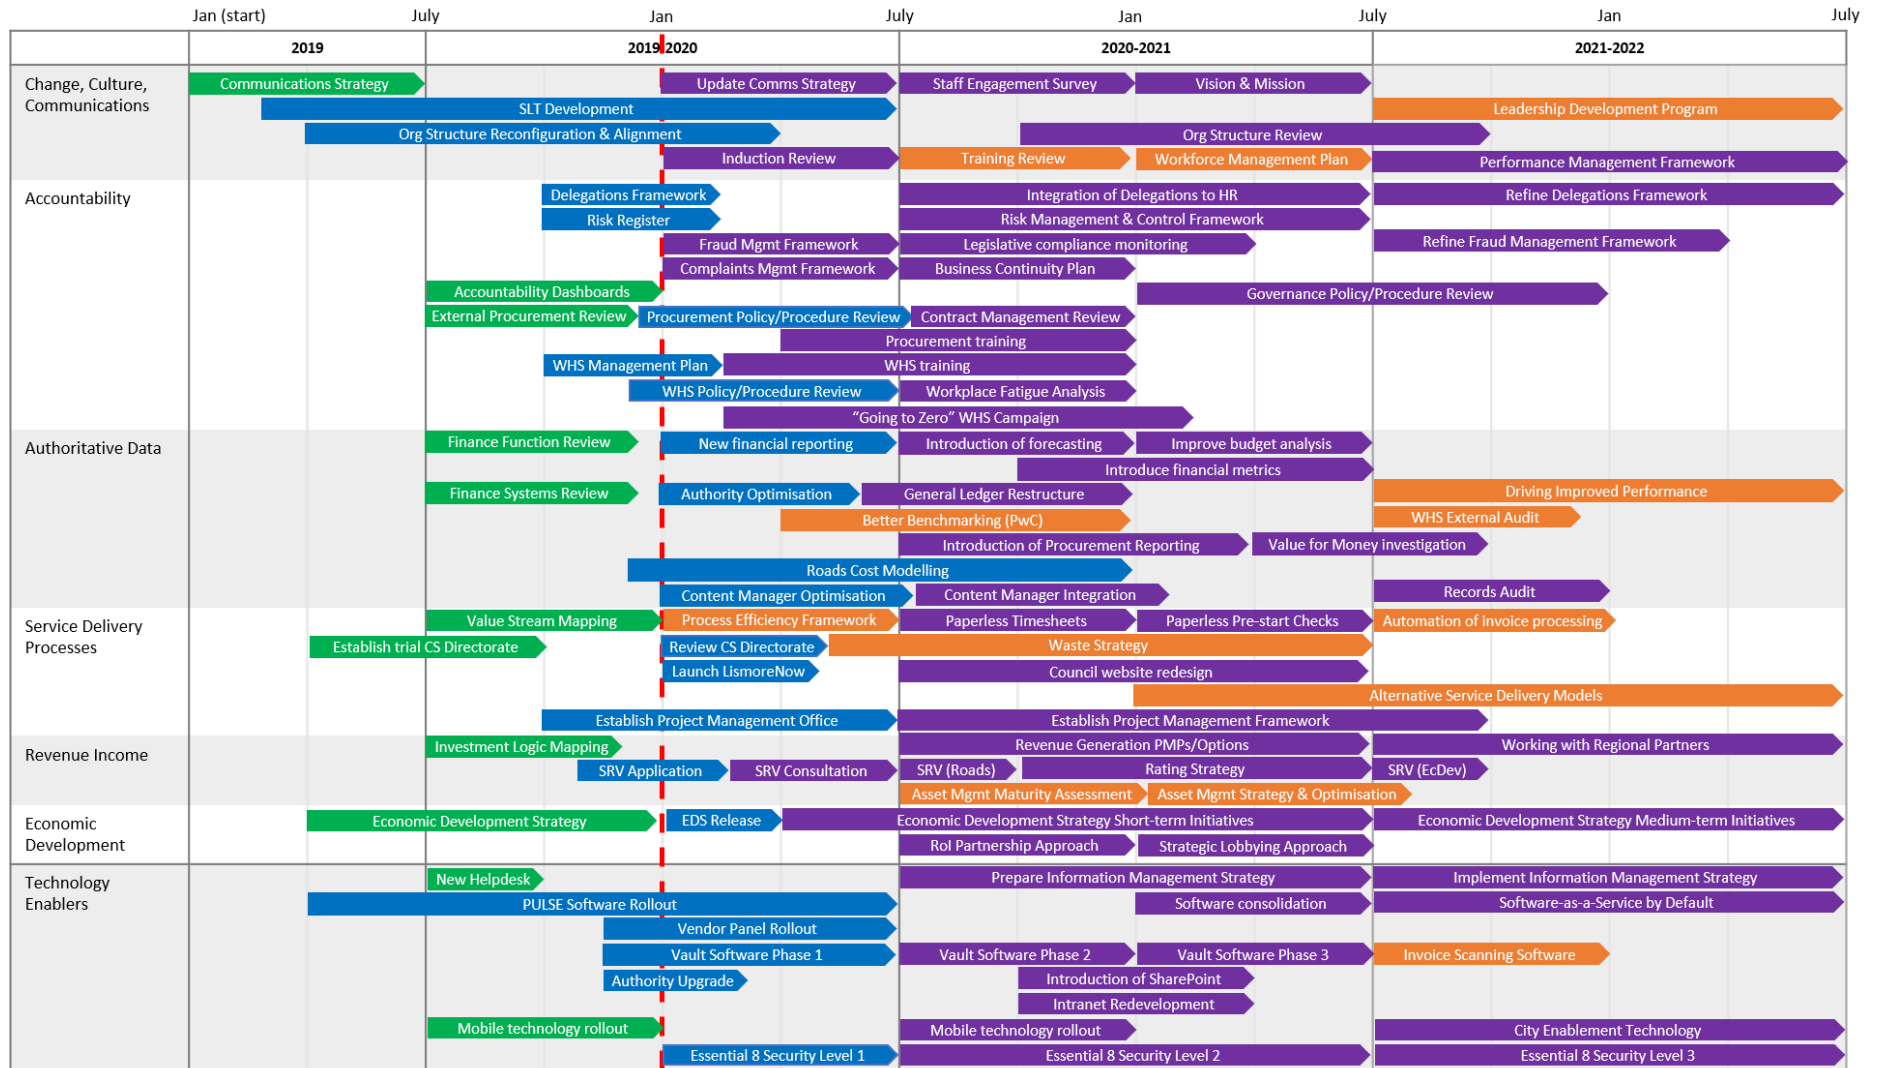 Jan (start)
July
Jan
July
Jan
July
Jan
July
2019
2019 2020
2020-2021
2021-2022
Change, Culture,
Communications
Communications Strategy
Update Comms Strategy
Staff Engagement Survey
Vision & Mission
SLT Development
Leadership Development Program
Org Structure Reconfiguration & Alignment
Org Structure Review
Induction Review
Training Review
Workforce Management Plan
Performance Management Framework
Accountability
Delegations Framework
Integration of Delegations to HR
Refine Delegations Framework
Risk Register
Risk Management & Control Framework
Fraud Mgmt Framework
Legislative compliance monitoring
Refine Fraud Management Framework
Complaints Mgmt Framework
Business Continuity Plan
Accountability Dashboards
Governance Policy/Procedure Review
External Procurement Review
Procurement Policy/Procedure Review
Contract Management Review
Procurement training
WHS Management Plan
WHS training
WHS Policy/Procedure Review
Workplace Fatigue Analysis
“Going to Zero” WHS Campaign
Authoritative Data
Finance Function Review
New financial reporting
Introduction of forecasting
Improve budget analysis
Introduce financial metrics
Finance Systems Review
Authority Optimisation
General Ledger Restructure
Driving Improved Performance
Better Benchmarking (PwC)
WHS External Audit
Introduction of Procurement Reporting
Value for Money investigation
Roads Cost Modelling
Content Manager Optimisation
Content Manager Integration
Records Audit
Service Delivery
Processes
Value Stream Mapping
Process Efficiency Framework
Paperless Timesheets
Paperless Pre-start Checks
Automation of invoice processing
Establish trial CS Directorate
Review CS Directorate
Waste Strategy
Launch LismoreNow
Council website redesign
Alternative Service Delivery Models
Establish Project Management Office
Establish Project Management Framework
Revenue Income
Investment Logic Mapping
Revenue Generation PMPs/Options
Working with Regional Partners
SRV Application
SRV Consultation
SRV (Roads)
Rating Strategy
SRV (EcDev)
Asset Mgmt Maturity Assessment
Asset Mgmt Strategy & Optimisation
Economic
Development
Economic Development Strategy
EDS Release
Economic Development Strategy Short-term Initiatives
Economic Development Strategy Medium-term Initiatives
RoI Partnership Approach
Strategic Lobbying Approach
Technology
Enablers
New Helpdesk
Prepare Information Management Strategy
Implement Information Management Strategy
PULSE Software Rollout
Software consolidation
Software-as-a-Service by Default
Vendor Panel Rollout
Vault Software Phase 1
Vault Software Phase 2
Vault Software Phase 3
Invoice Scanning Software
Authority Upgrade
Introduction of SharePoint
Intranet Redevelopment
Mobile technology rollout
Mobile technology rollout
City Enablement Technology
Essential 8 Security Level 1
Essential 8 Security Level 2
Essential 8 Security Level 3